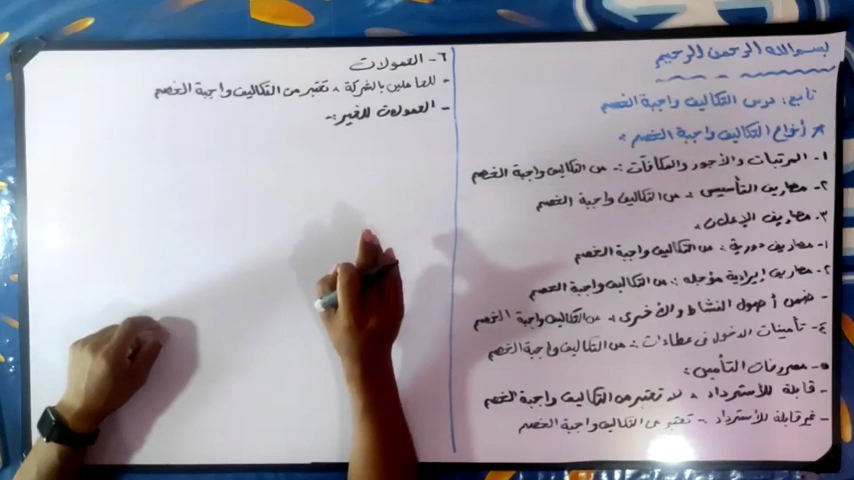 بسم الله الرحمن الرحيم
تابع: درس التكاليف واجبة الخصم
* أنواع التكاليف واجبة الخصم:
١- المرتبات والأجور والمكافآت:- من التكاليف واجبة الخصم
٢- مصاريف التأسيس: من التكاليف واجبة الخصم
٣- مصاريف الإعلان:
١- مصاريف دورية: من التكاليف واجبة الخصم
٢- مصاريف إيرادية مؤجله: من التكاليف واجبة الخصم
- ضمن أصول النشاط والأخرى: من التكاليف واجبة الخصم
٤- تأمينات الدخول في عطاءات:- من التكاليف واجبة الخصم
٥- مصروفات التأمين:
- قابلة للأسترداد: لا تعتبر من التكاليف واجبة الخصم
- غير قابلة للأسترداد:- تعتبر من التكاليف واجبة الخصم
٦- العمولات
- للعاملين بالشركة: تعتبر من التكاليف واجبة الخصم
- العمولات للغير:-